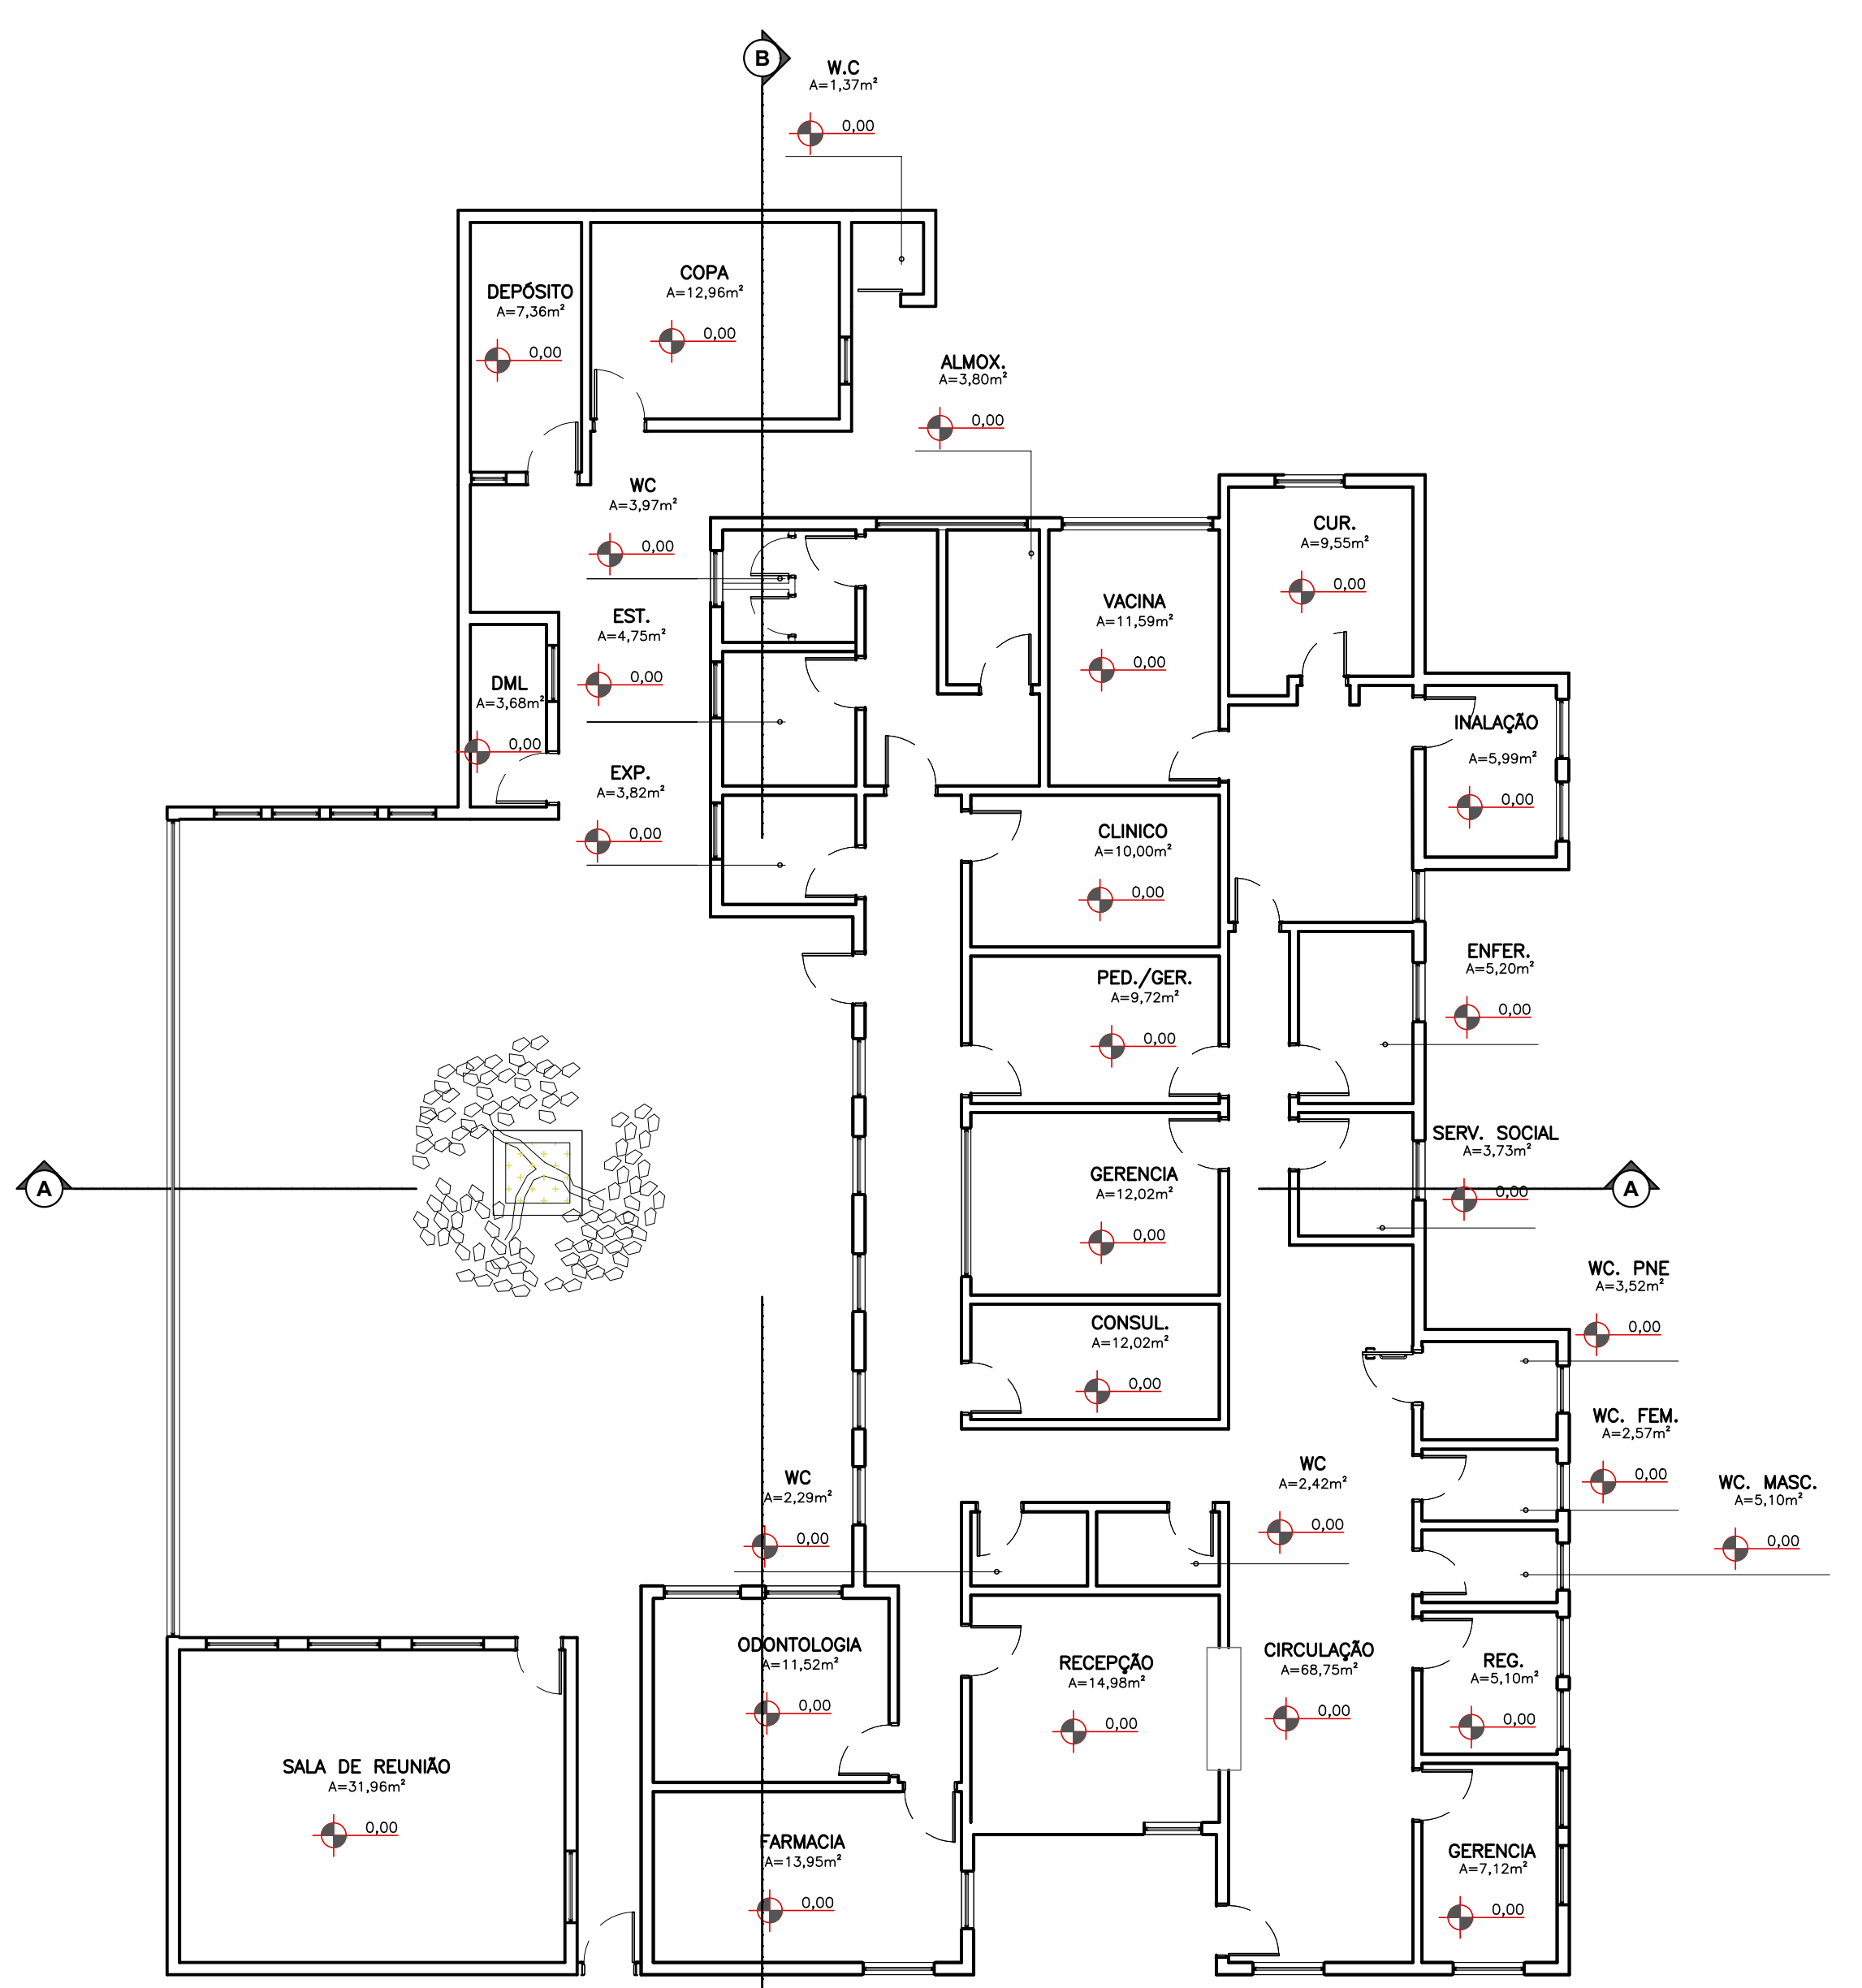 B
W.C
A=1,37m²
0,00
DEPÓSITO
A=7,36m²
0,00
COPA
A=12,96m²
0,00
ALMOX.
A=3,80m²
0,00
WC
A=3,97m²
0,00
CUR.
A=9,55m²
0,00
EST.
A=4,75m²
0,00
VACINA
A=11,59m²
0,00
DML
A=3,68m²
0,00
INALAÇÃO
A=5,99m²
0,00
EXP.
A=3,82m²
0,00
CLINICO
A=10,00m²
0,00
PED./GER.
A=9,72m²
0,00
ENFER.
A=5,20m²
0,00
SERV. SOCIAL
A=3,73m²
0,00
A
A
GERENCIA
A=12,02m²
0,00
WC. PNE
A=3,52m²
0,00
CONSUL.
A=12,02m²
0,00
WC. FEM.
A=2,57m²
0,00
WC
A=2,29m²
0,00
WC
A=2,42m²
0,00
WC. MASC.
A=5,10m²
0,00
ODONTOLOGIA
A=11,52m²
0,00
RECEPÇÃO
A=14,98m²
0,00
CIRCULAÇÃO
A=68,75m²
0,00
REG.
A=5,10m²
0,00
SALA DE REUNIÃO
A=31,96m²
0,00
FARMACIA
A=13,95m²
0,00
GERENCIA
A=7,12m²
0,00